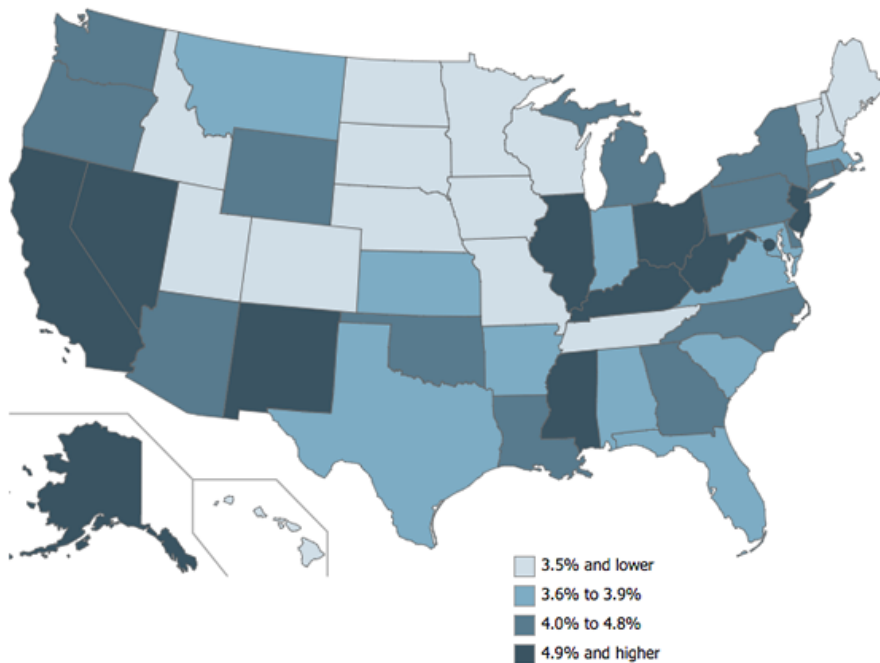 3.5% and lower
3.6% to 3.9%
4.0% to 4.8%
4.9% and higher